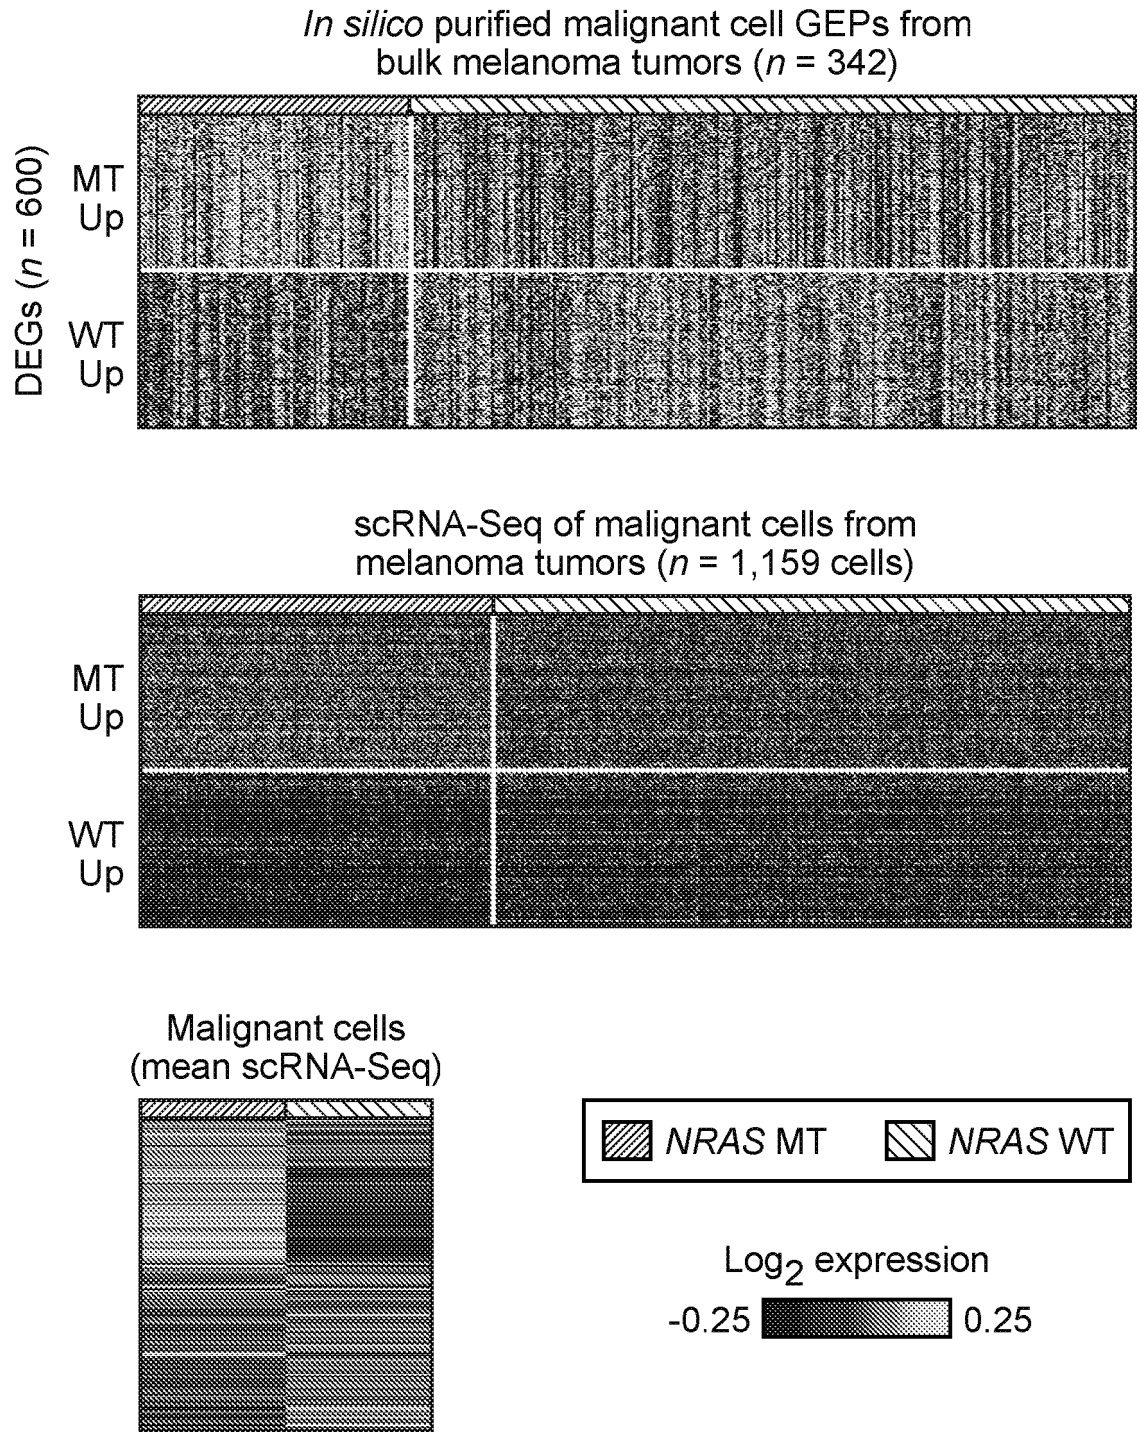 In silico purified malignant cell GEPs from
bulk melanoma tumors (n = 342)
DEGs (n = 600)
MT
Up
WT
Up
scRNA-Seq of malignant cells from
melanoma tumors (n = 1,159 cells)
MT
Up
WT
Up
Malignant cells
(mean scRNA-Seq)
NRAS MT NRAS WT
Log2 expression
-0.25 0.25